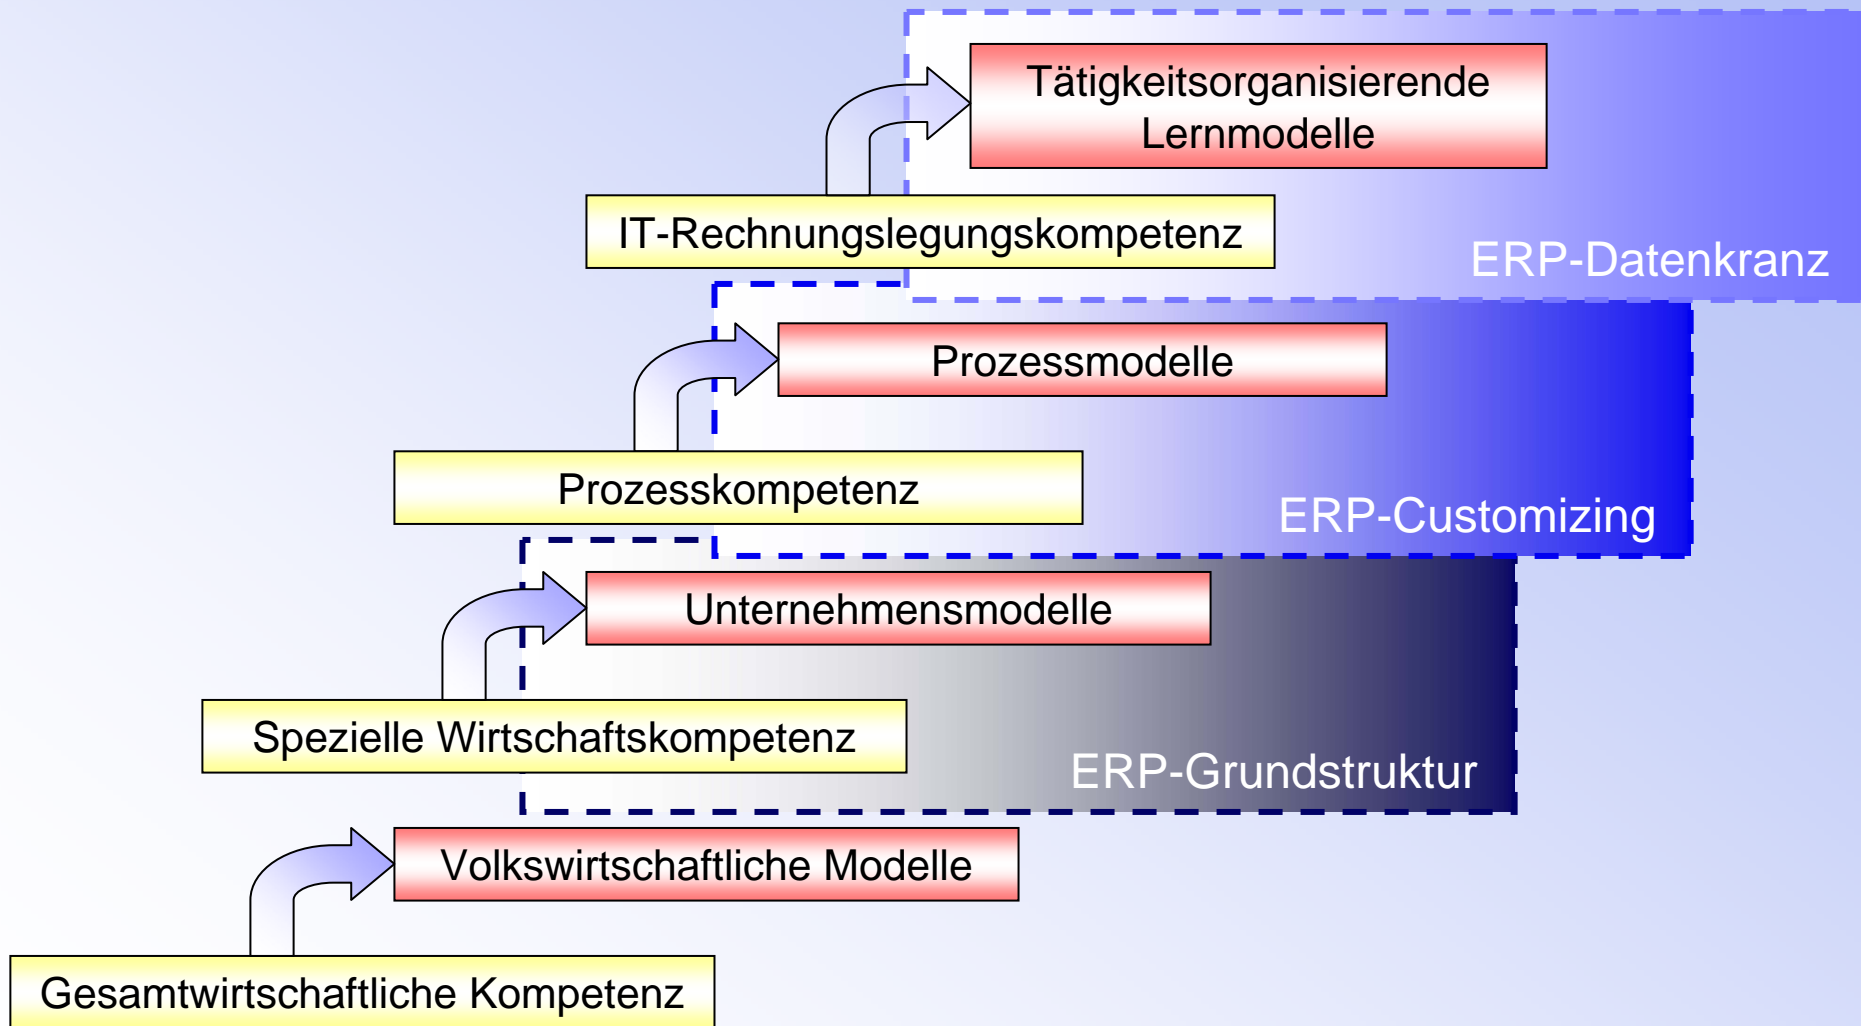 Tätigkeitsorganisierende
Lernmodelle
IT-Rechnungslegungskompetenz
ERP-Datenkranz
Prozessmodelle
Prozesskompetenz
ERP-Customizing
Unternehmensmodelle
Spezielle Wirtschaftskompetenz
ERP-Grundstruktur
Volkswirtschaftliche Modelle
Gesamtwirtschaftliche Kompetenz